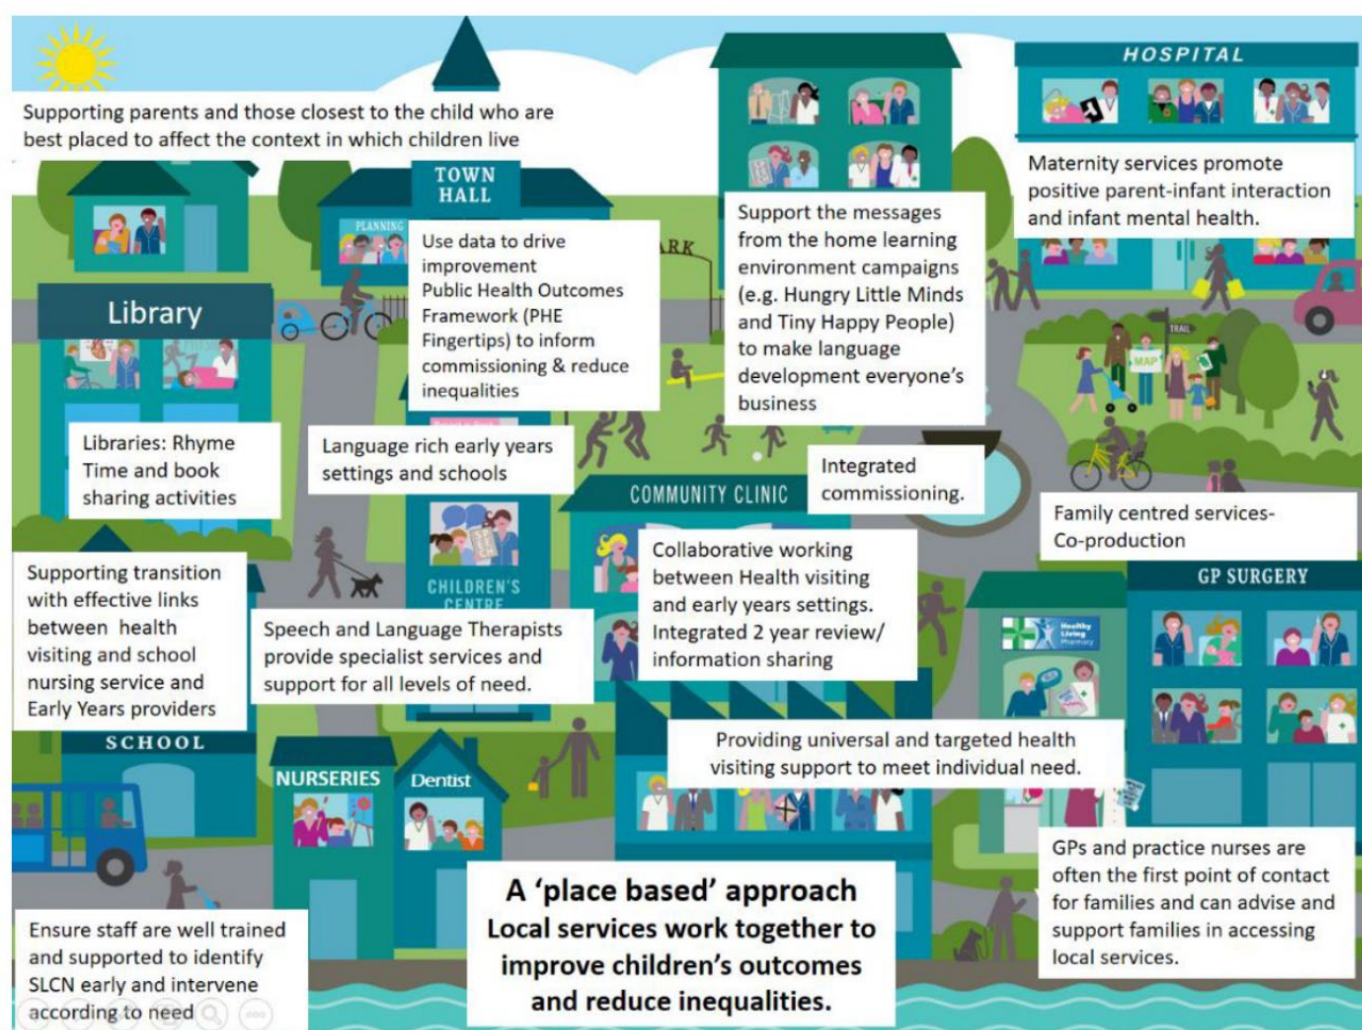 HOSPITAL
Supporting parents and those closest to the child who are
best placed to affect the context in which children live
Maternity services promote
positive parent-infant interaction
and infant mental health.
TOWN
HALL
PLANNING
Use data to drive
improvement
Public Health Outcomes
Framework (PHE
Fingertips) to inform
commissioning & reduce
inequalities
ARK
Support the messages
from the home learning
environment campaigns
(e.g. Hungry Little Minds
and Tiny Happy People)
to make language
development everyone's
business
Library
TRAIL
MAP
Libraries: Rhyme
Time and book
sharing activities
Language rich early years
settings and schools
Integrated
commissioning.
COMMUNITY CLINIC
Family centred services-
Co-production
Collaborative working
between Health visiting
and early years settings.
Integrated 2 year review/
information sharing
CHILDREN'S
CENTRE
GP SURGERY
Supporting transition
with effective links
between health
visiting and school
nursing service and
Early Years providers
Speech and Language Therapists
provide specialist services and
support for all levels of need.
Healthy
Living
Pharmacy
SCHOOL
Providing universal and targeted health
visiting support to meet individual need.
NURSERIES
Dentist
GPs and practice nurses are
often the first point of contact
for families and can advise and
support families in accessing
local services.
A ‘place based’ approach
Local services work together to
improve children's outcomes
and reduce inequalities.
Ensure staff are well trained
and supported to identify
SLCN early and intervene
according to need